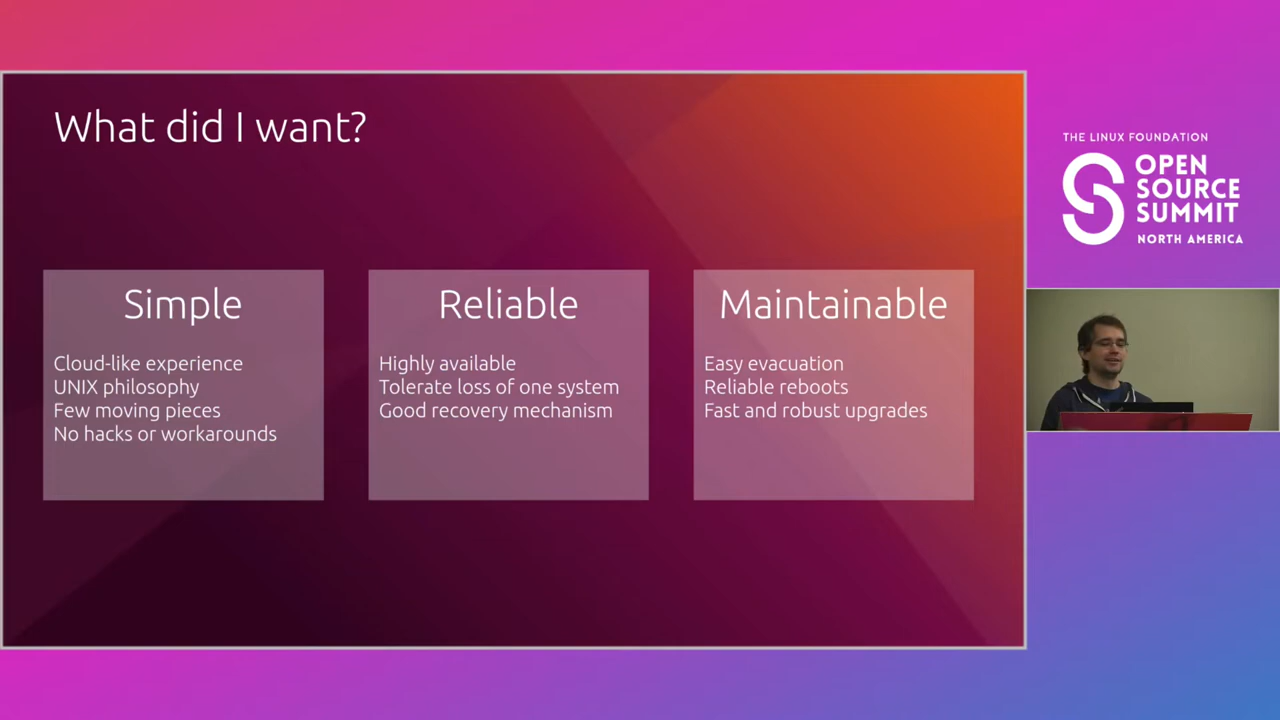 What did I want?
Simple
Cloud-like experience
UNIX philosophy
Few moving pieces
No hacks or workarounds
Reliable
Highly available
Tolerate loss of one system
Good recovery mechanism
Maintainable
Easy evacuation
Reliable reboots
Fast and robust upgrades
THE LINUX FOUNDATION
OPEN
SOURCE
SUMMIT
NORTH AMERICA